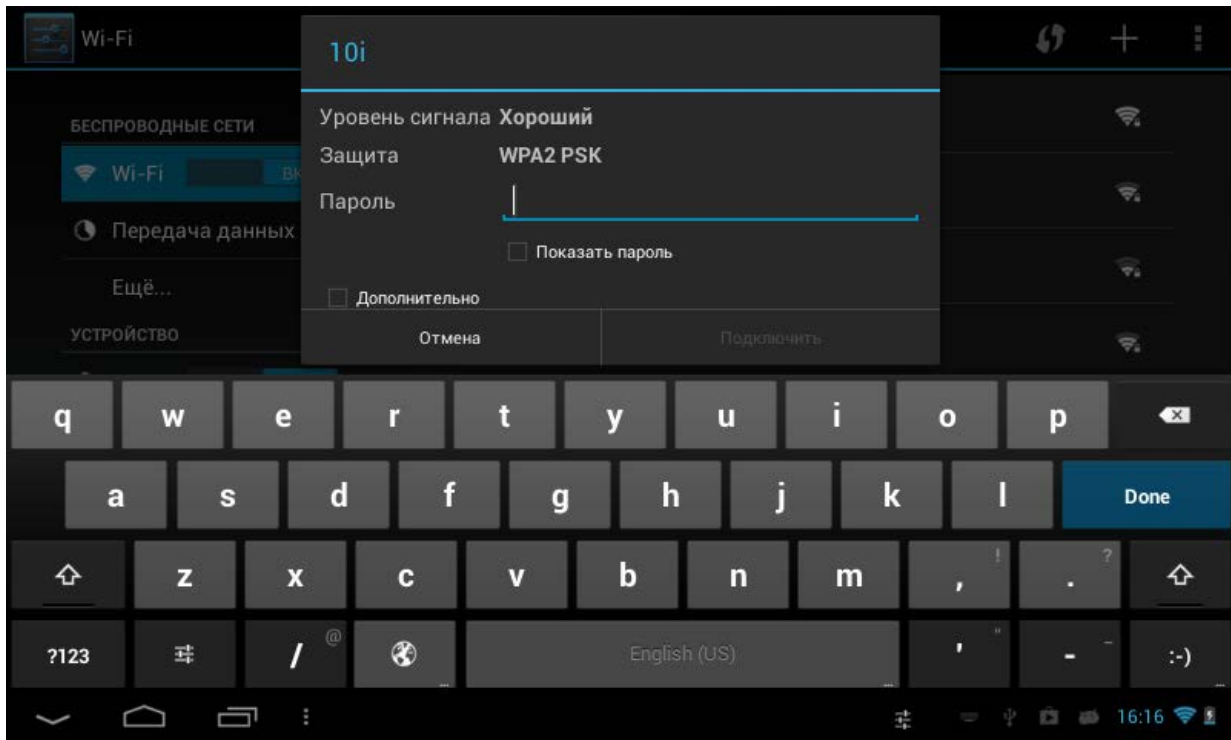 Wi-Fi
10i
Уровень сигнала Хороший
Защита WPA2 PSK
Пароль
Показать пароль
Дополнительно
Отмена Подключить
БЕСПРОВОДНЫЕ СЕТИ
Wi-Fi
Передача данных
Ещё...
УСТРОЙСТВО
q w e r t y u i o p
a s d f g h j k l Done
z x c v b n m , ! . ?
?123 / @ English (US) ' " - _ :-)
16:16